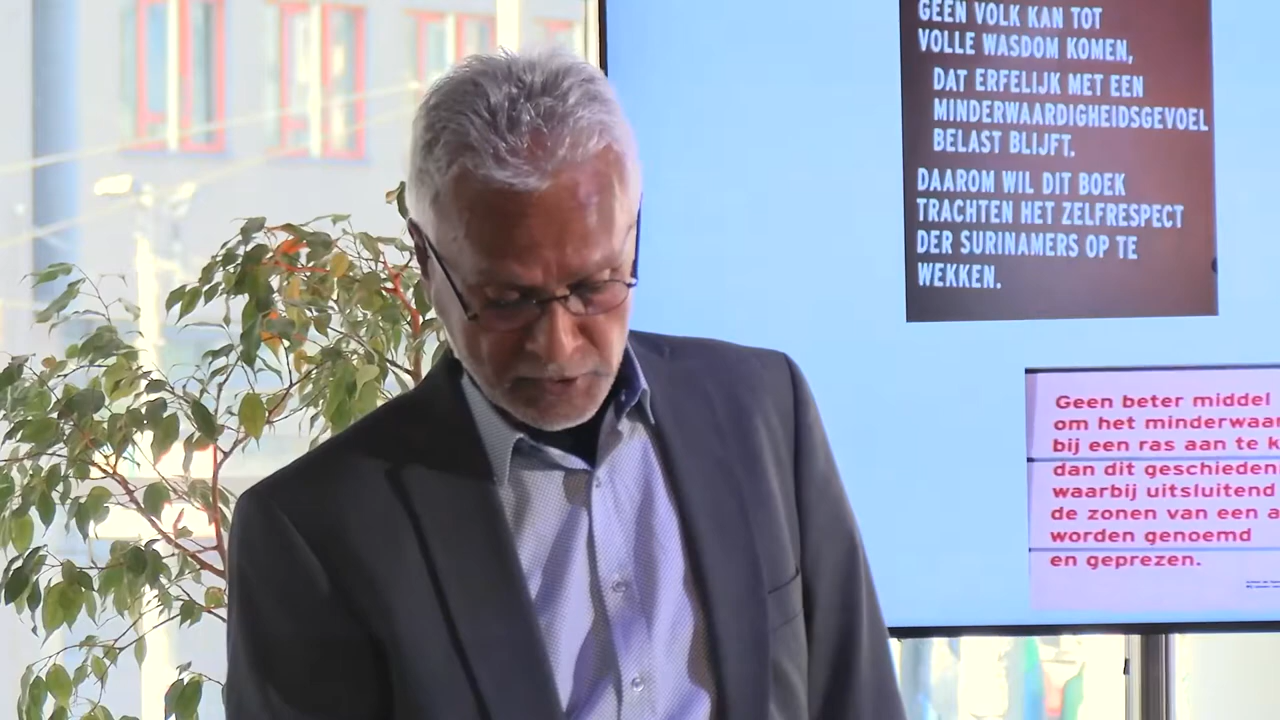 GEEN VOLK KAN TOT
VOLLE WASDOM KOMEN,
DAT ERFELIJK MET EEN
MINDERWAARDIGHEIDSGEVOEL
BELAST BLIJFT.
DAAROM WIL DIT BOEK
TRACHTEN HET ZELFRESPECT
DER SURINAMERS OP TE
WEKKEN.
Geen beter middel
om het minderwaar
bij een ras aan te k
dan dit geschieden
waarbij uitsluitend
de zonen van een a
worden genoemd
en geprezen.